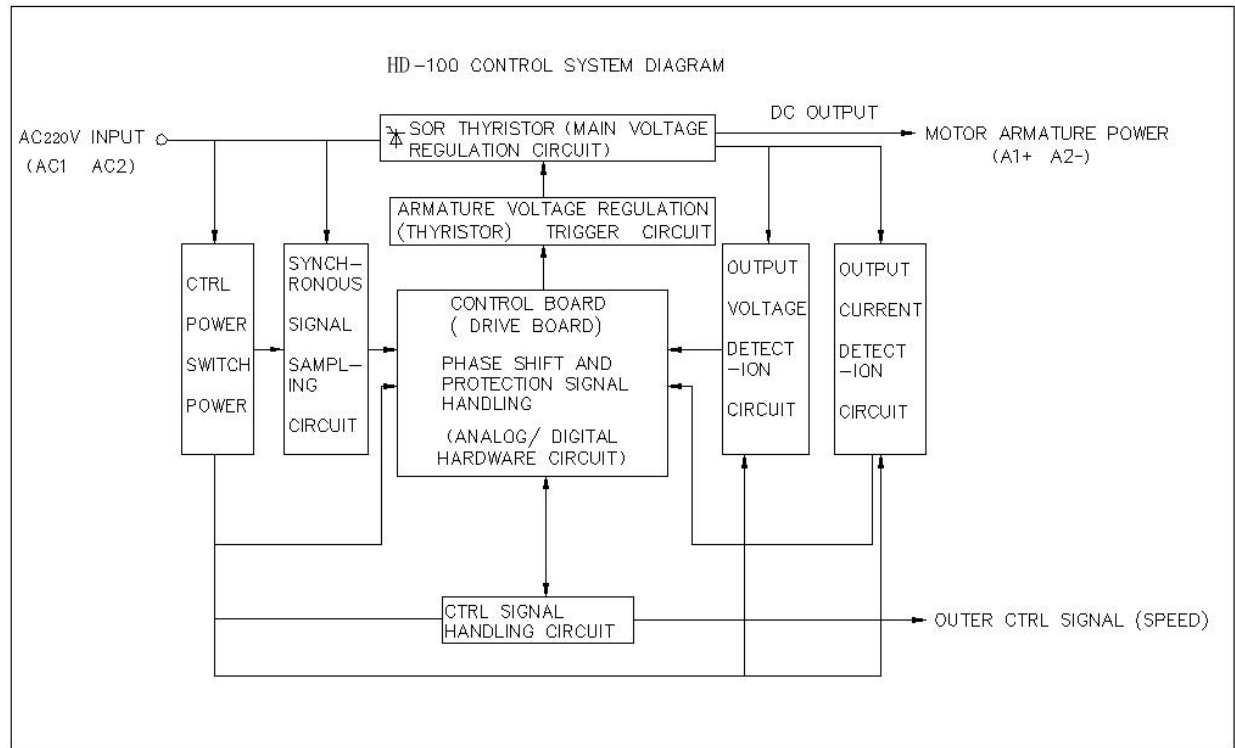 HD-100 CONTROL SYSTEM DIAGRAM
DC OUTPUT
AC220V INPUT
(AC1 AC2)
SOR THYRISTOR (MAIN VOLTAGE
REGULATION CIRCUIT)
MOTOR ARMATURE POWER
(A1+ A2-)
ARMATURE VOLTAGE REGULATION
(THYRISTOR) TRIGGER CIRCUIT
CTRL
POWER
SWITCH
POWER
SYNCH-
RONOUS
SIGNAL
SAMPL-
ING
CIRCUIT
CONTROL BOARD
( DRIVE BOARD)
PHASE SHIFT AND
PROTECTION SIGNAL
HANDLING
(ANALOG/ DIGITAL
HARDWARE CIRCUIT)
OUTPUT
VOLTAGE
DETECT
-ION
CIRCUIT
OUTPUT
CURRENT
DETECT
-ION
CIRCUIT
CTRL SIGNAL
HANDLING CIRCUIT
OUTER CTRL SIGNAL (SPEED)